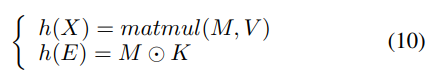 h(X) = matmul(M, V)
h(E) = M ⊙ K
(10)